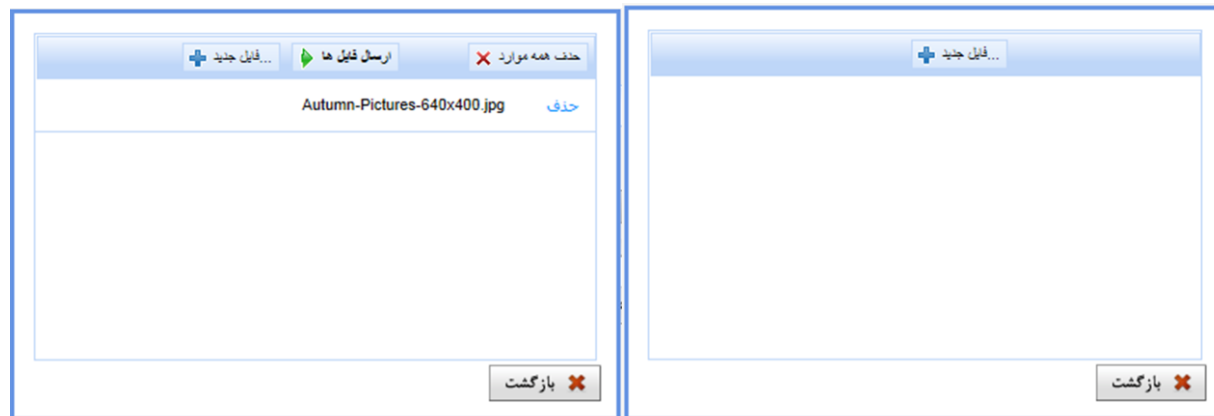 حذف همه موارد
ارسال فایل ها
فایل جدید...
حذف
Autumn-Pictures-640x400.jpg
بازگشت
فایل جدید...
بازگشت